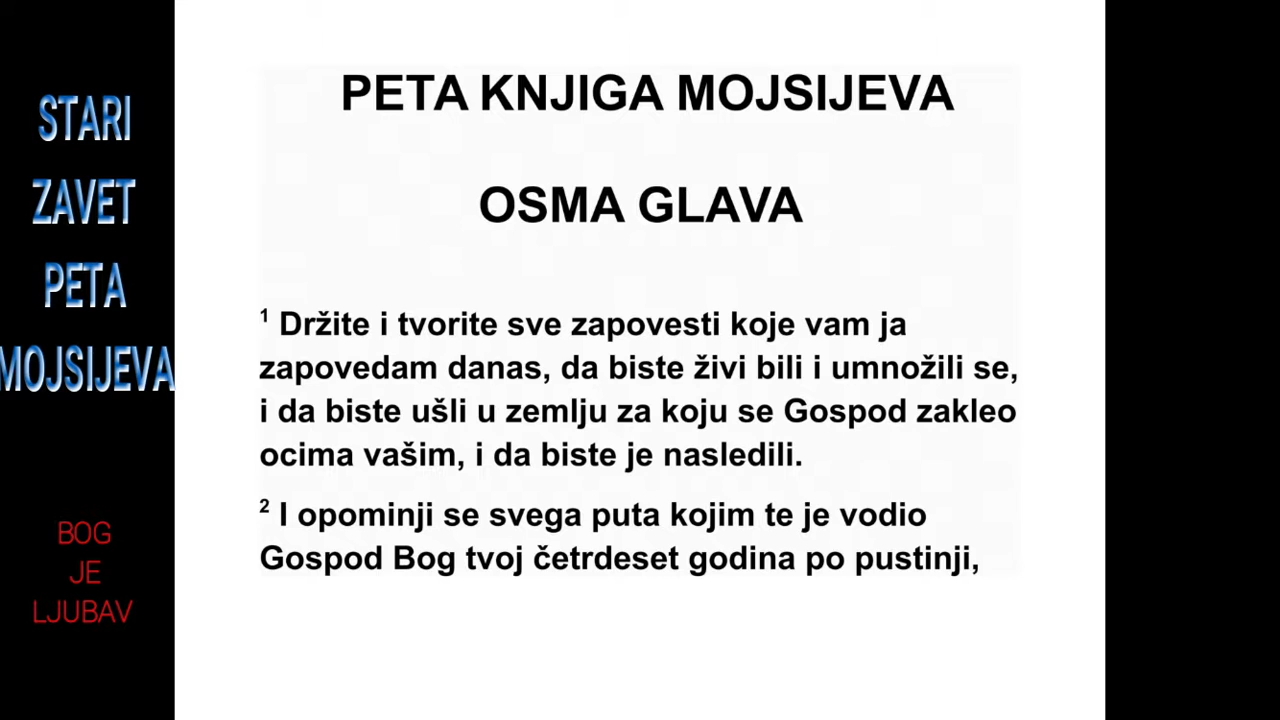 STARI
ZAVET
PETA
MOJSIJEVA
BOG
JE
LJUBAV
PETA KNJIGA MOJSIJEVA
OSMA GLAVA
1 Držite i tvorite sve zapovesti koje vam ja
zapovedam danas, da biste živi bili i umnožili se,
i da biste ušli u zemlju za koju se Gospod zakleo
ocima vašim, i da biste je nasledili.
2 I opominji se svega puta kojim te je vodio
Gospod Bog tvoj četrdeset godina po pustinji,